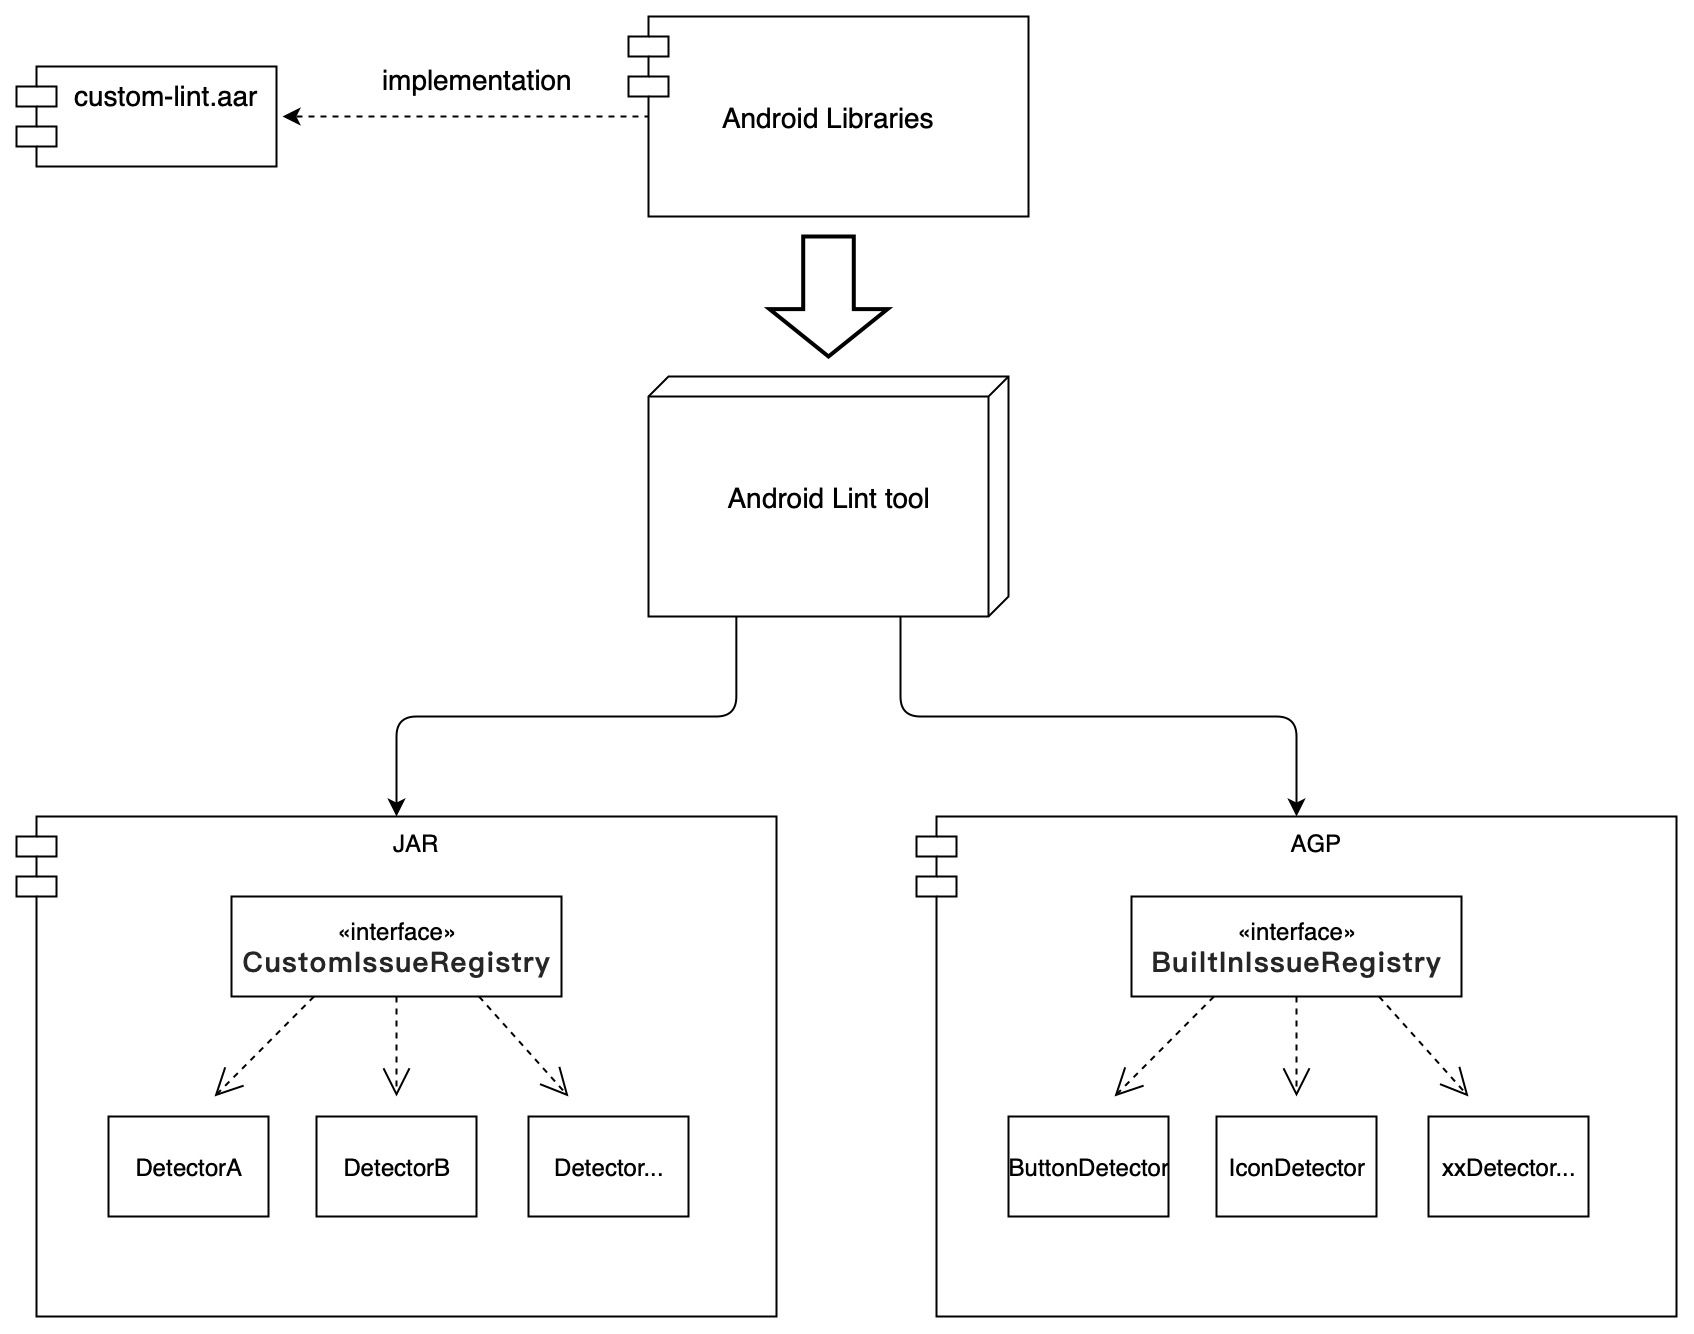 custom-lint.aar
implementation
Android Libraries
Android Lint tool
JAR
«interface»
CustomIssueRegistry
DetectorA
DetectorB
Detector...
AGP
«interface»
BuiltInIssueRegistry
ButtonDetector
IconDetector
xxDetector...